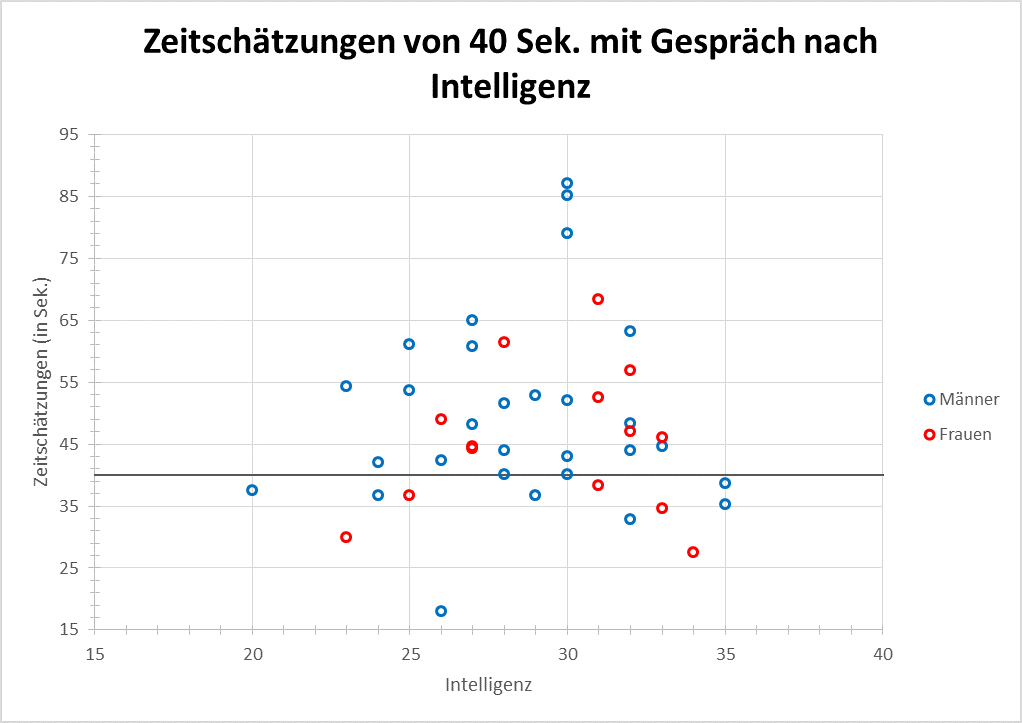 Zeitschätzungen von 40 Sek. mit Gespräch nach
Intelligenz
95
85
75
65
55
45
35
25
15
Zeitschätzungen (in Sek.)
15 20 25 30 35 40
Intelligenz
Männer
Frauen